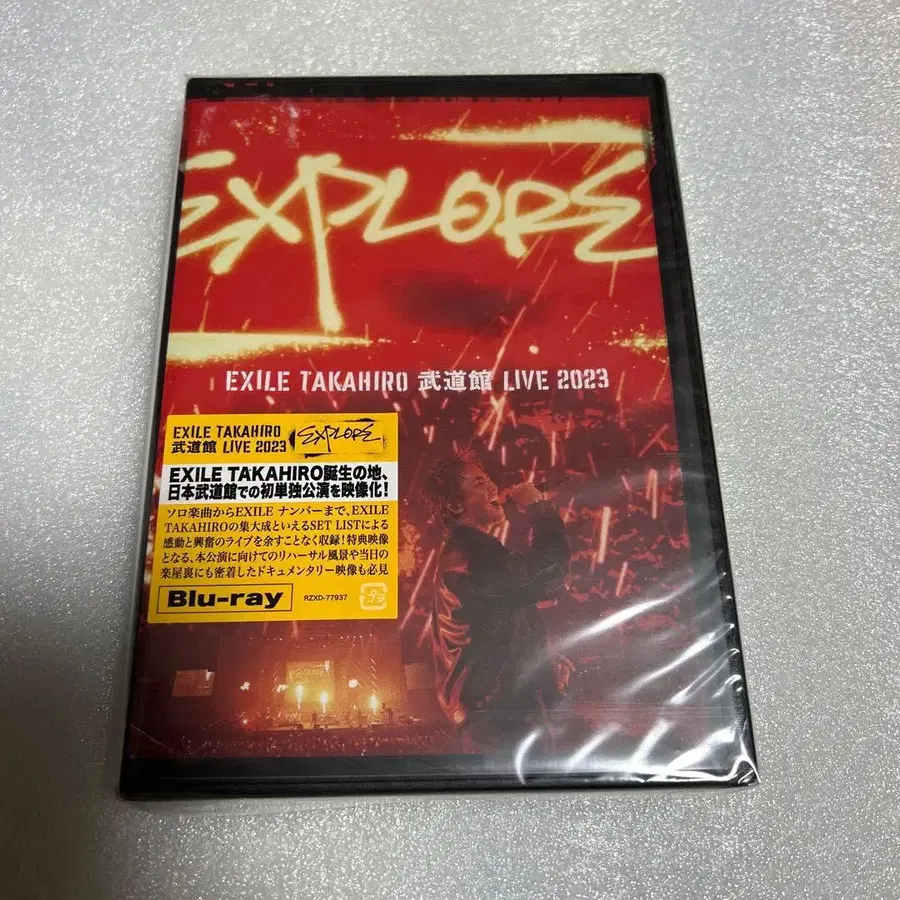 EXPLORE
EXILE TAKAHIRO 武道館 LIVE 2023
EXILE TAKAHIRO
武道館 LIVE 2023
EXPLORE
EXILE TAKAHIRO誕生の地、
日本武道館での初単独公演を映像化!
ソロ楽曲からEXILE ナンバーまで、EXILE
TAKAHIROの集大成といえるSET LISTによる
感動と興奮のライブを余すことなく収録!特典映像
となる、本公演に向けてのリハーサル風景や当日の
楽屋裏にも密着したドキュメンタリー映像も必見
Blu-ray
RZXD-77937